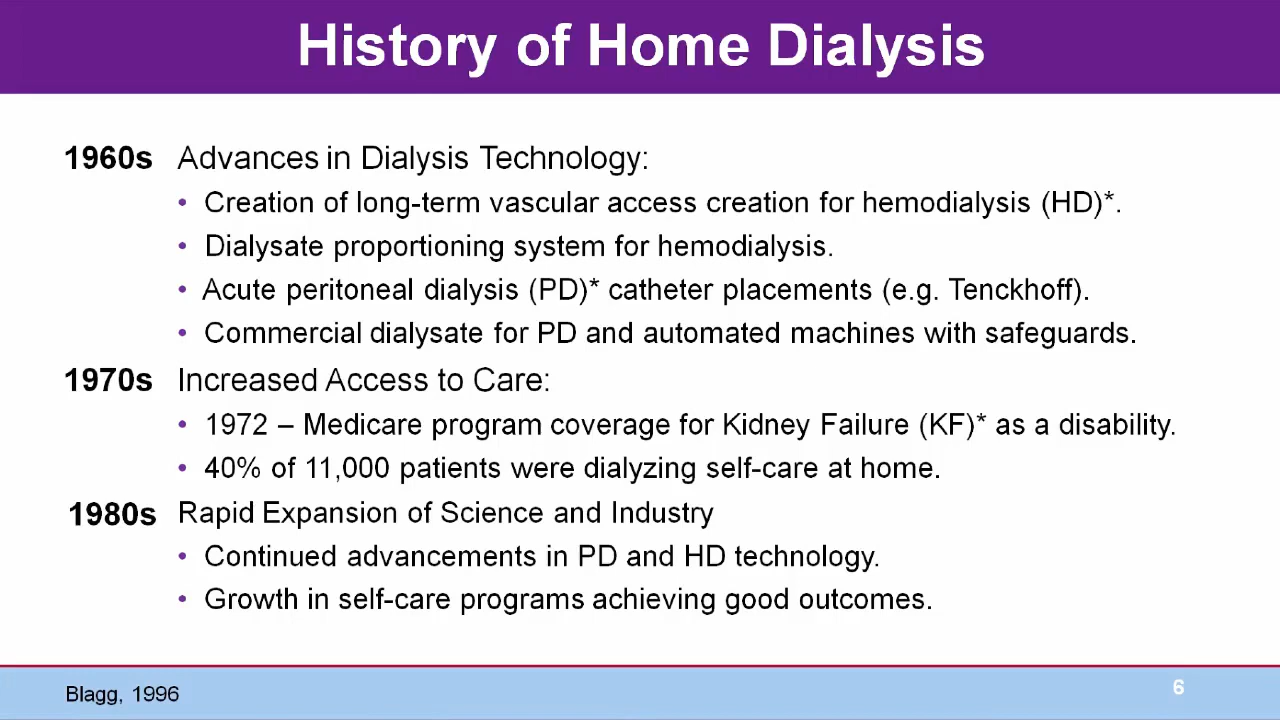 History of Home Dialysis
1960s Advances in Dialysis Technology:
• Creation of long-term vascular access creation for hemodialysis (HD)*.
• Dialysate proportioning system for hemodialysis.
• Acute peritoneal dialysis (PD)* catheter placements (e.g. Tenckhoff).
• Commercial dialysate for PD and automated machines with safeguards.
1970s Increased Access to Care:
• 1972 – Medicare program coverage for Kidney Failure (KF)* as a disability.
• 40% of 11,000 patients were dialyzing self-care at home.
1980s Rapid Expansion of Science and Industry
• Continued advancements in PD and HD technology.
• Growth in self-care programs achieving good outcomes.
Blagg, 1996
6